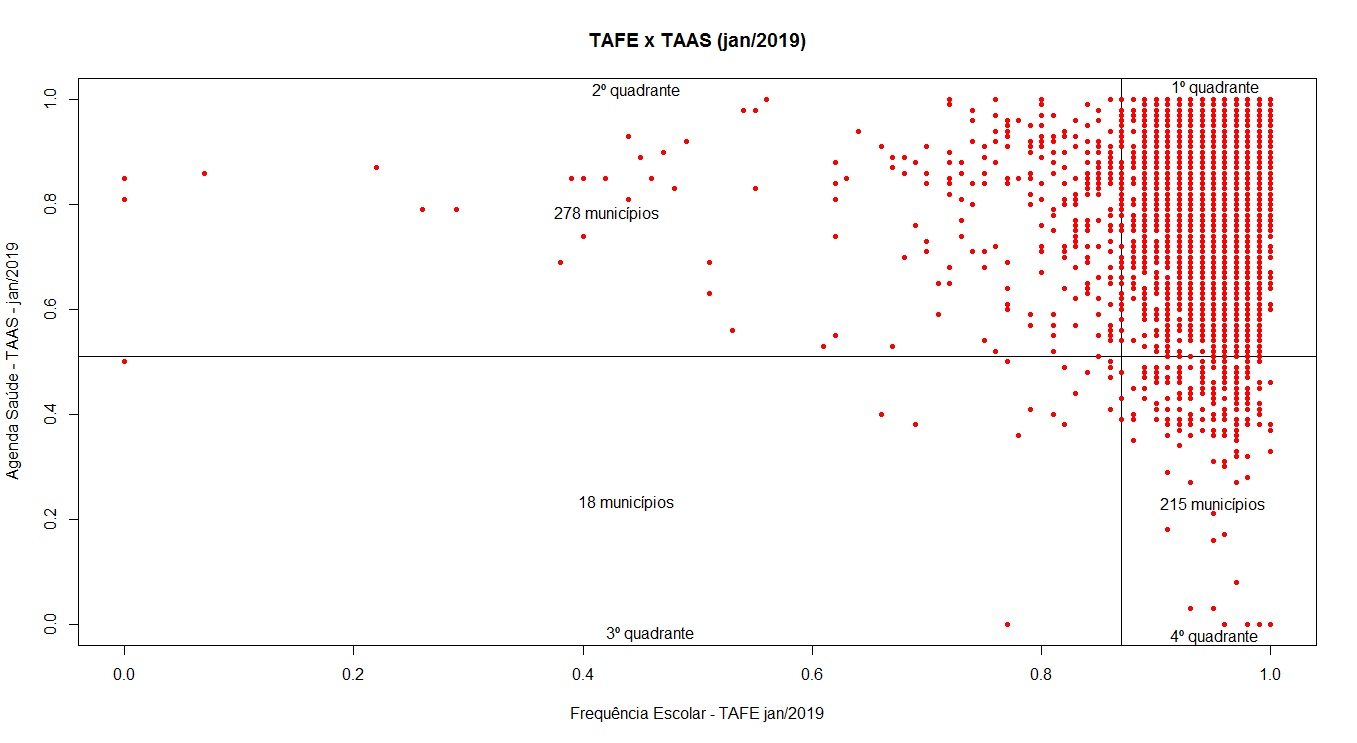 TAFE x TAAS (jan/2019)
2º quadrante
1º quadrante
278 municípios
18 municípios
215 municípios
3º quadrante
4º quadrante
Agenda Saúde - TAAS - jan/2019
1.0
0.8
0.6
0.4
0.2
0.0
0.0 0.2 0.4 0.6 0.8 1.0
Frequência Escolar - TAFE jan/2019